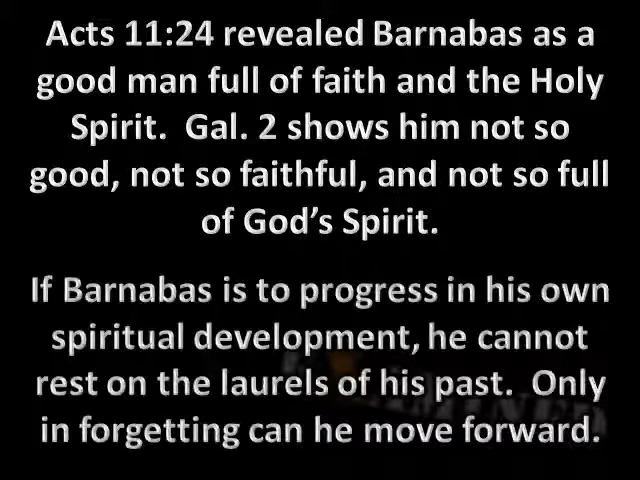 Acts 11:24 revealed Barnabas as a
good man full of faith and the Holy
Spirit.  Gal. 2 shows him not so
good, not so faithful, and not so full
of God’s Spirit.
If Barnabas is to progress in his own
spiritual development, he cannot
rest on the laurels of his past.  Only
in forgetting can he move forward.